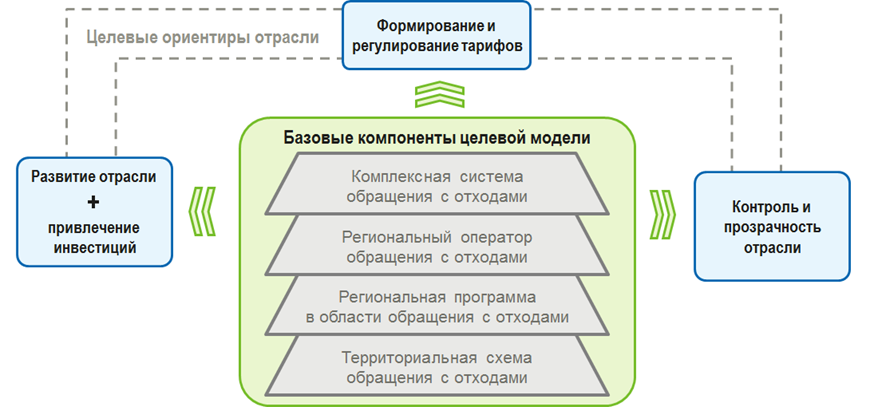 Целевые ориентиры отрасли
Формирование и
регулирование тарифов
Базовые компоненты целевой модели
Комплексная система
обращения с отходами
Региональный оператор
обращения с отходами
Региональная программа
в области обращения с отходами
Территориальная схема
обращения с отходами
Развитие отрасли
+
привлечение
инвестиций
Контроль и
прозрачность
отрасли